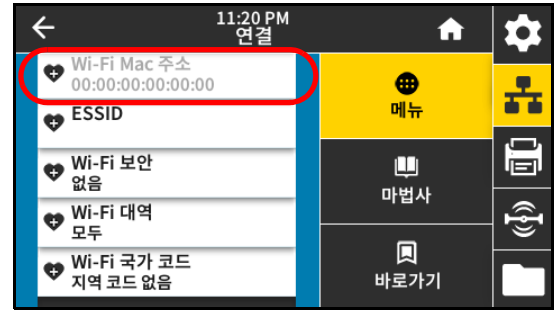 11:20 PM
연결
Wi-Fi Mac 주소
00:00:00:00:00:00
ESSID
Wi-Fi 보안
없음
Wi-Fi 대역
모두
Wi-Fi 국가 코드
지역 코드 없음
메뉴
마법사
바로가기